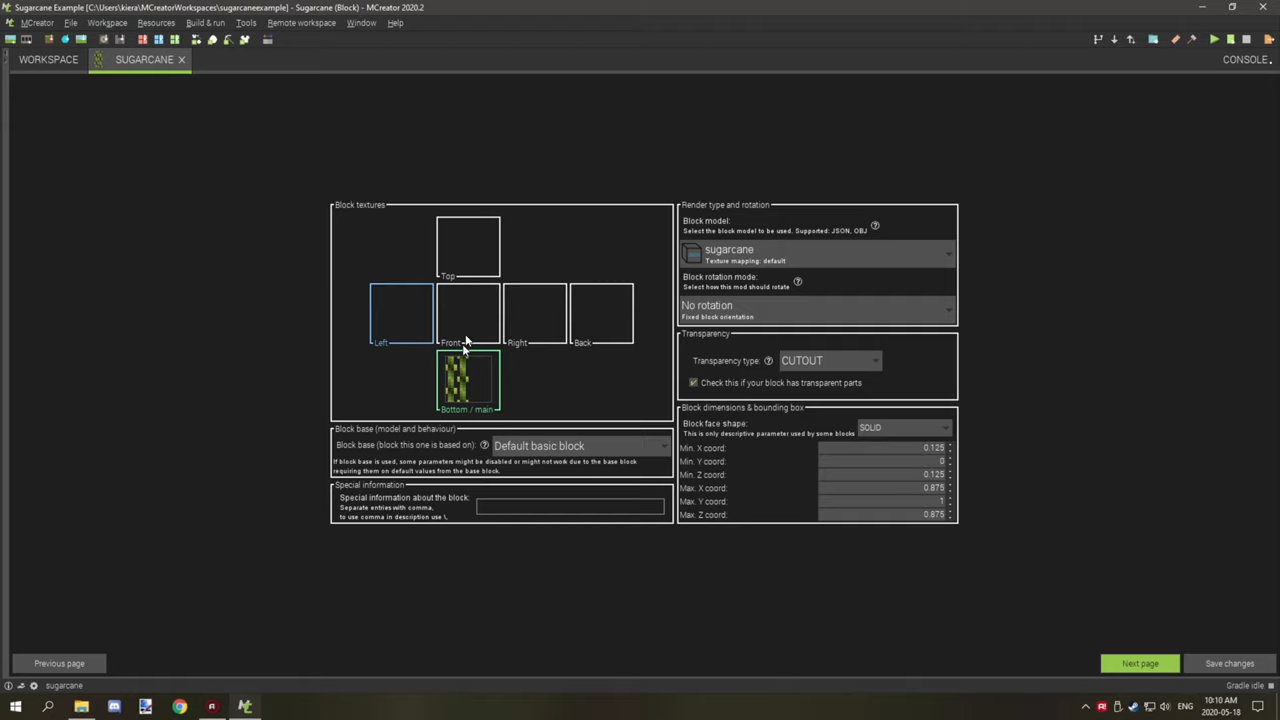 Sugarcane Example [C:\Users\kiera\MCreatorWorkspaces\sugarcaneexample] - Sugarcane (Block) - MCreator 2020.2
MCreator File Workspace Resources Build & run Tools Remote workspace Window Help
WORKSPACE SUGARCANE CONSOLE
Block textures
Top
Left Front Right Back
Bottom / main
Block base (model and behaviour)
Block base (block this one is based on): Default basic block
If block base is used, some parameters might be disabled or might not work due to the base block
requiring them on default values from the base block.
Special information
Special information about the block:
Separate entries with comma,
to use comma in description use \,
Render type and rotation
Block model:
Select the block model to be used. Supported: JSON, OBJ
sugarcane
Texture mapping: default
Block rotation mode:
Select how this mod should rotate
No rotation
Fixed block orientation
Transparency
Transparency type: CUTOUT
Check this if your block has transparent parts
Block dimensions & bounding box
Block face shape: SOLID
This is only descriptive parameter used by some blocks
Min. X coord: 0.125
Min. Y coord: 0
Min. Z coord: 0.125
Max. X coord: 0.875
Max. Y coord: 1
Max. Z coord: 0.875
Previous page Next page Save changes
sugarcane Gradle idle
ENG 10:10 AM
2020-05-18